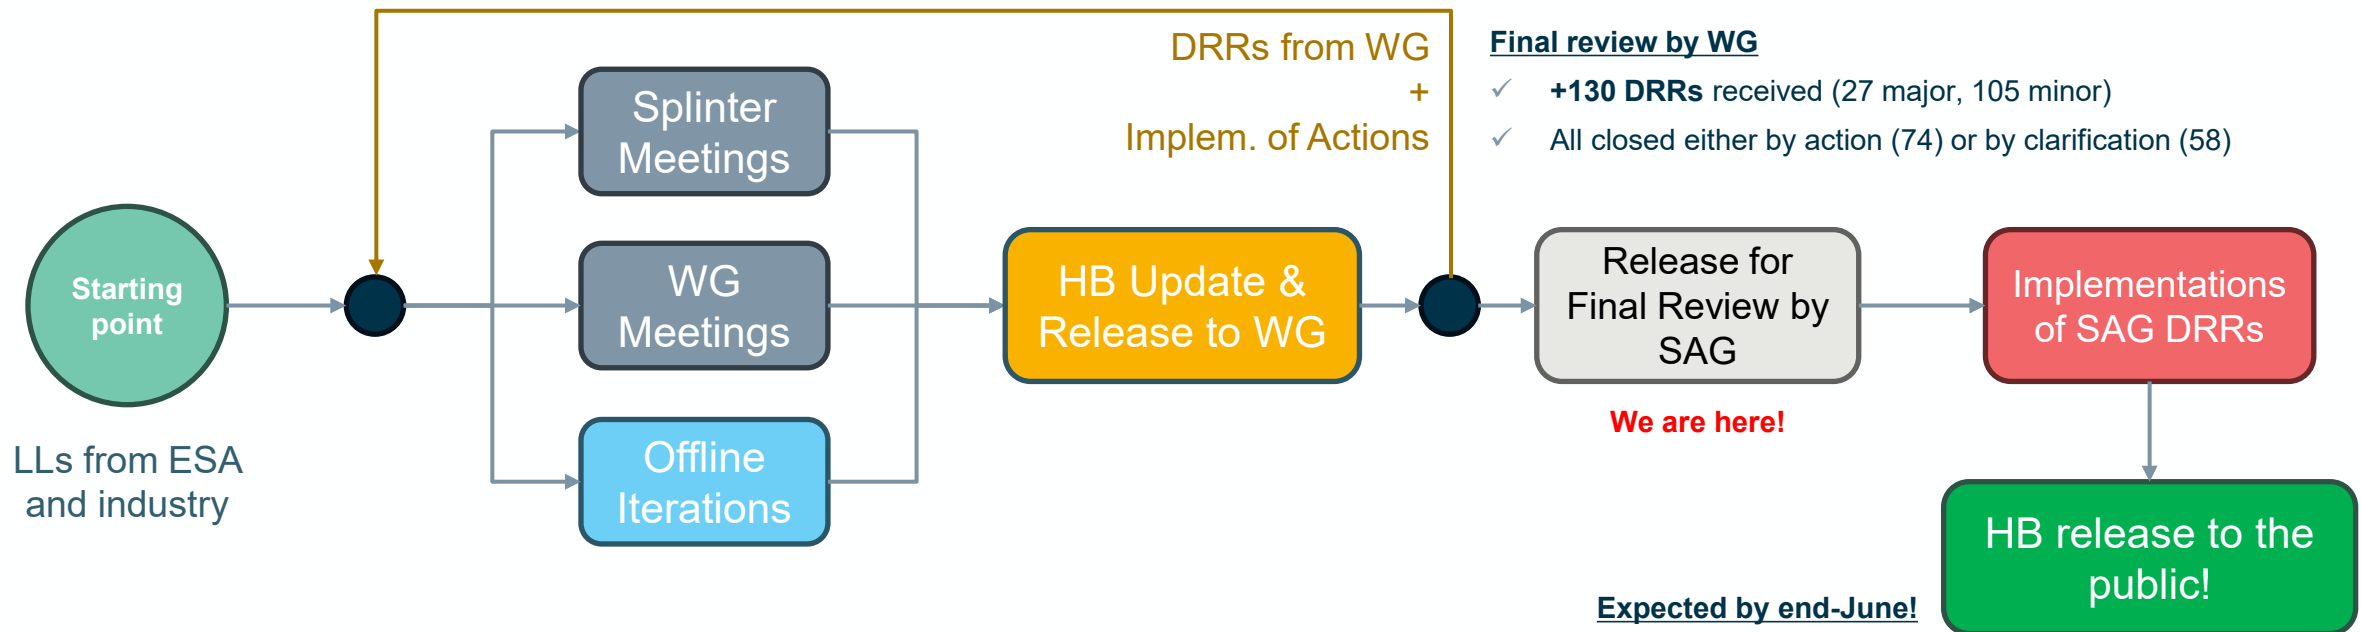 Starting
point
LLs from ESA
and industry
Splinter
Meetings
WG
Meetings
Offline
Iterations
DRRs from WG
+
Implem. of Actions
HB Update &
Release to WG
Final review by WG
✓ +130 DRRs received (27 major, 105 minor)
✓ All closed either by action (74) or by clarification (58)
Release for
Final Review by
SAG
We are here!
Implementations
of SAG DRRs
HB release to the
public!
Expected by end-June!